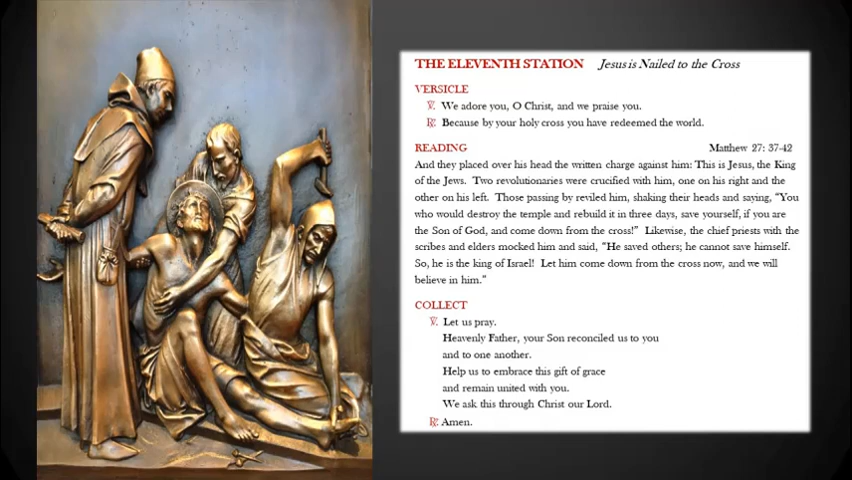 THE ELEVENTH STATION Jesus is Nailed to the Cross
VERSICLE
℣. We adore you, O Christ, and we praise you.
℟. Because by your holy cross you have redeemed the world.
READING Matthew 27: 37-42
And they placed over his head the written charge against him: This is Jesus, the King
of the Jews. Two revolutionaries were crucified with him, one on his right and the
other on his left. Those passing by reviled him, shaking their heads and saying, “You
who would destroy the temple and rebuild it in three days, save yourself, if you are
the Son of God, and come down from the cross!” Likewise, the chief priests with the
scribes and elders mocked him and said, “He saved others; he cannot save himself.
So, he is the king of Israel! Let him come down from the cross now, and we will
believe in him.”
COLLECT
℣. Let us pray.
Heavenly Father, your Son reconciled us to you
and to one another.
Help us to embrace this gift of grace
and remain united with you.
We ask this through Christ our Lord.
℟. Amen.